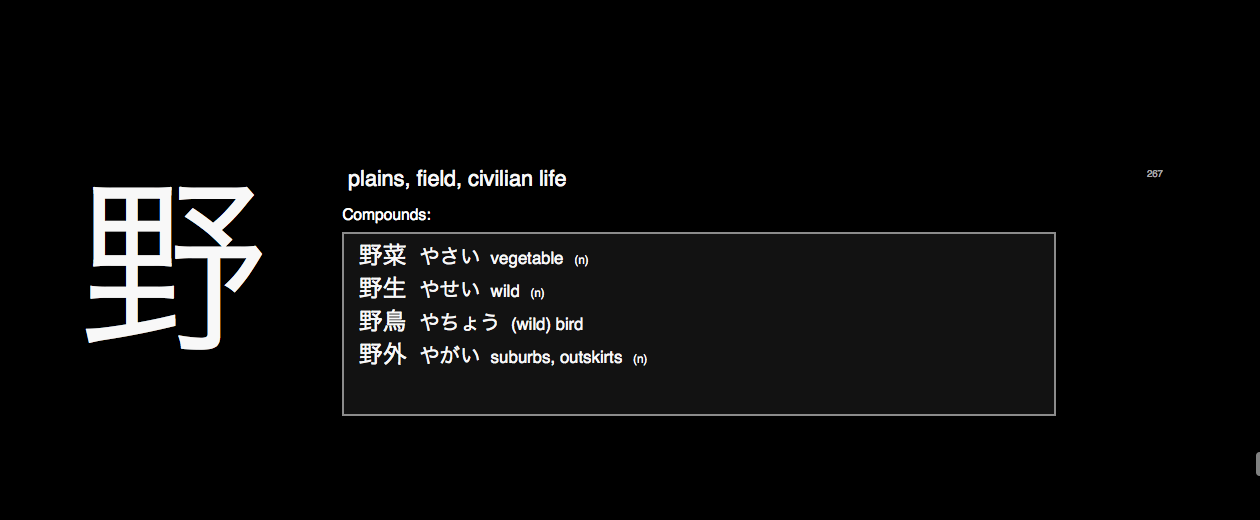 野
plains, field, civilian life
267
Compounds:
野菜 やさい vegetable (n)
野生 やせい wild (n)
野鳥 やちょう (wild) bird
野外 やがい suburbs, outskirts (n)